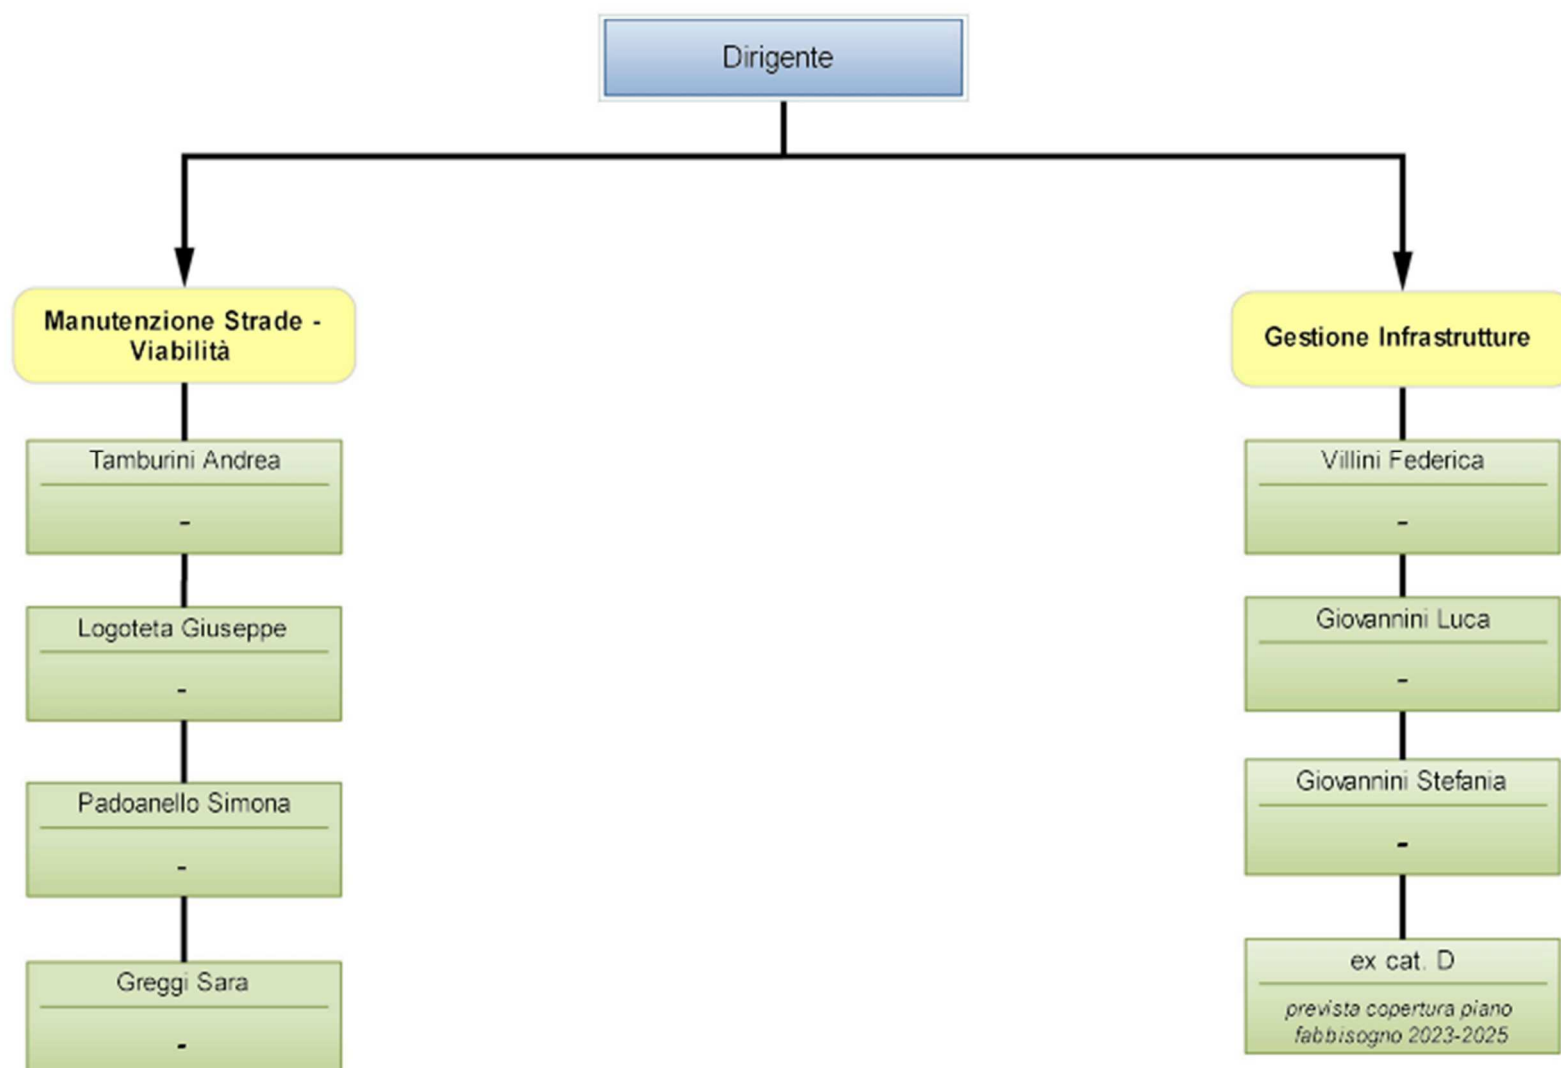 Dirigente
Manutenzione Strade -
Viabilità
Tamburini Andrea
-
Logoteta Giuseppe
-
Padoanello Simona
-
Greggi Sara
-
Gestione Infrastrutture
Villini Federica
-
Giovannini Luca
-
Giovannini Stefania
-
ex cat. D
prevista copertura piano
fabbisogno 2023-2025